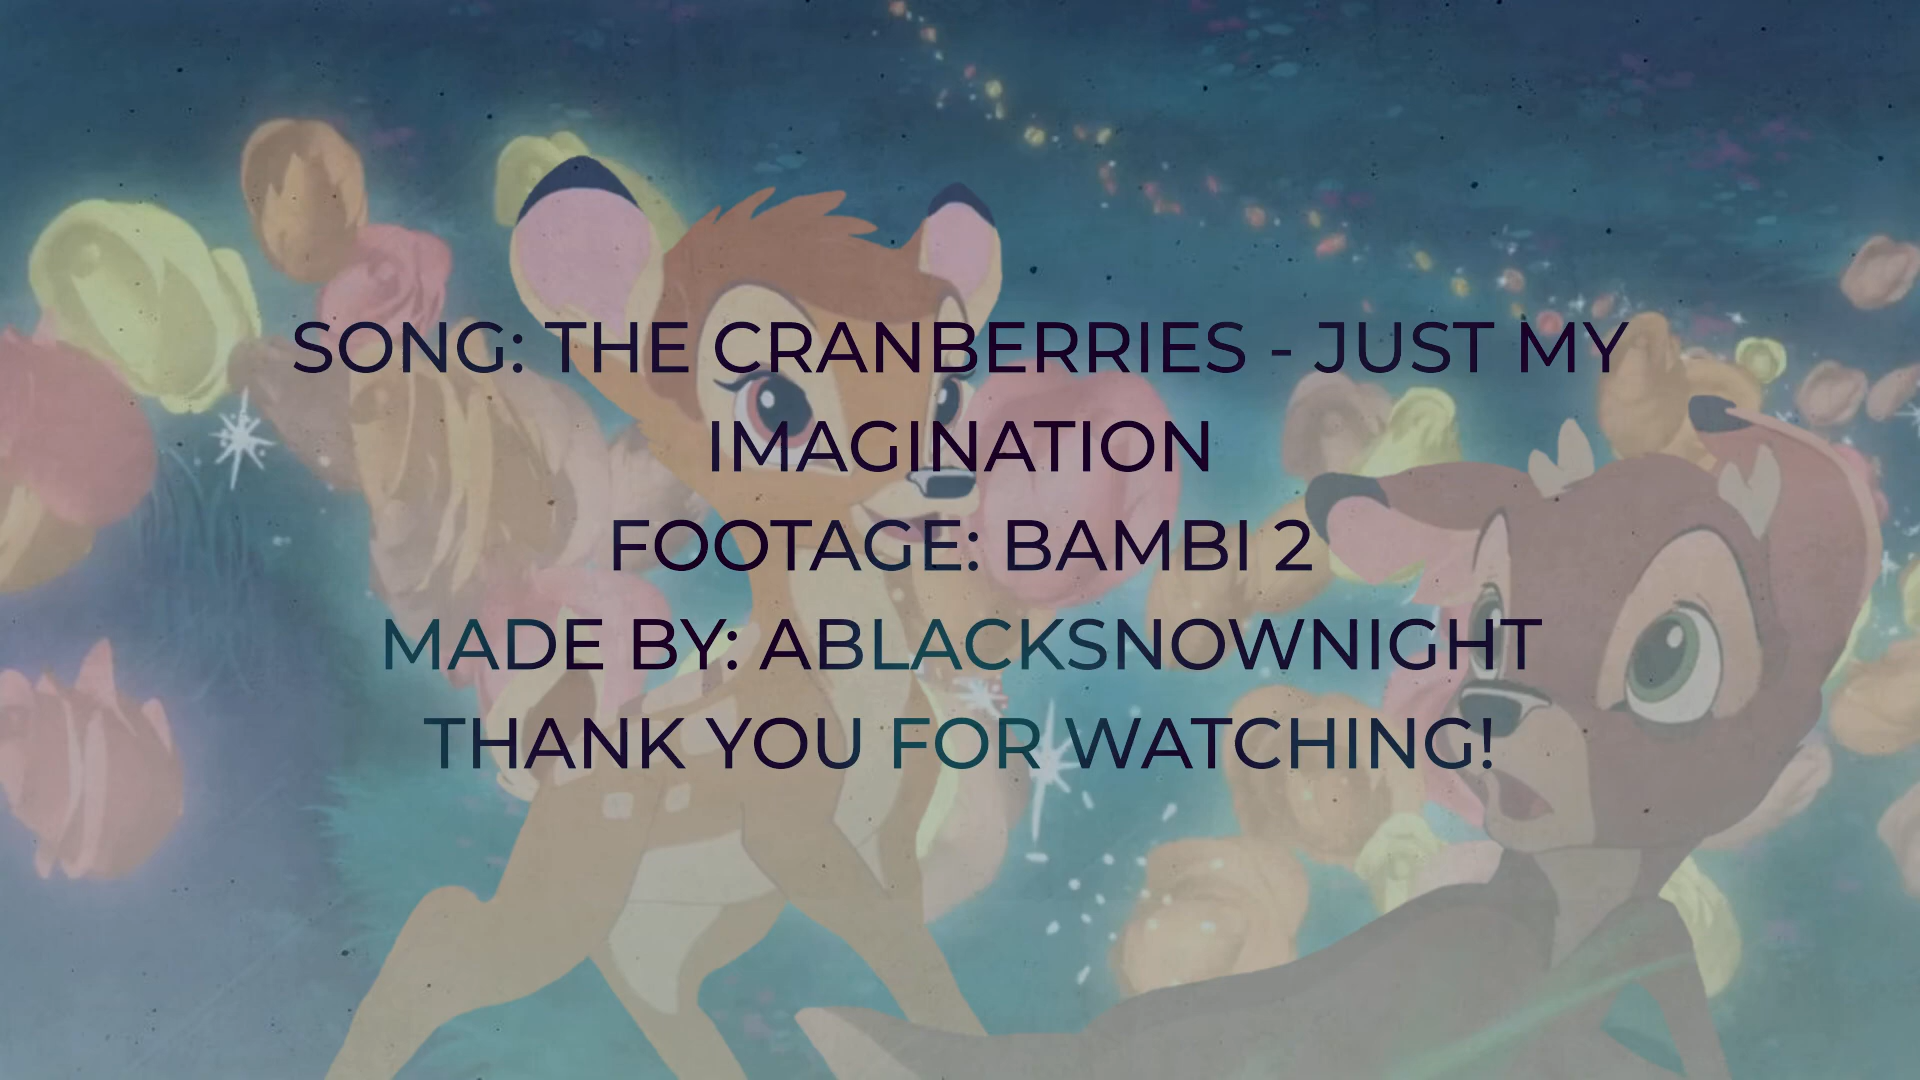 SONG: THE CRANBERRIES - JUST MY
IMAGINATION
FOOTAGE: BAMBI 2
MADE BY: ABLACKSNOWNIGHT
THANK YOU FOR WATCHING!